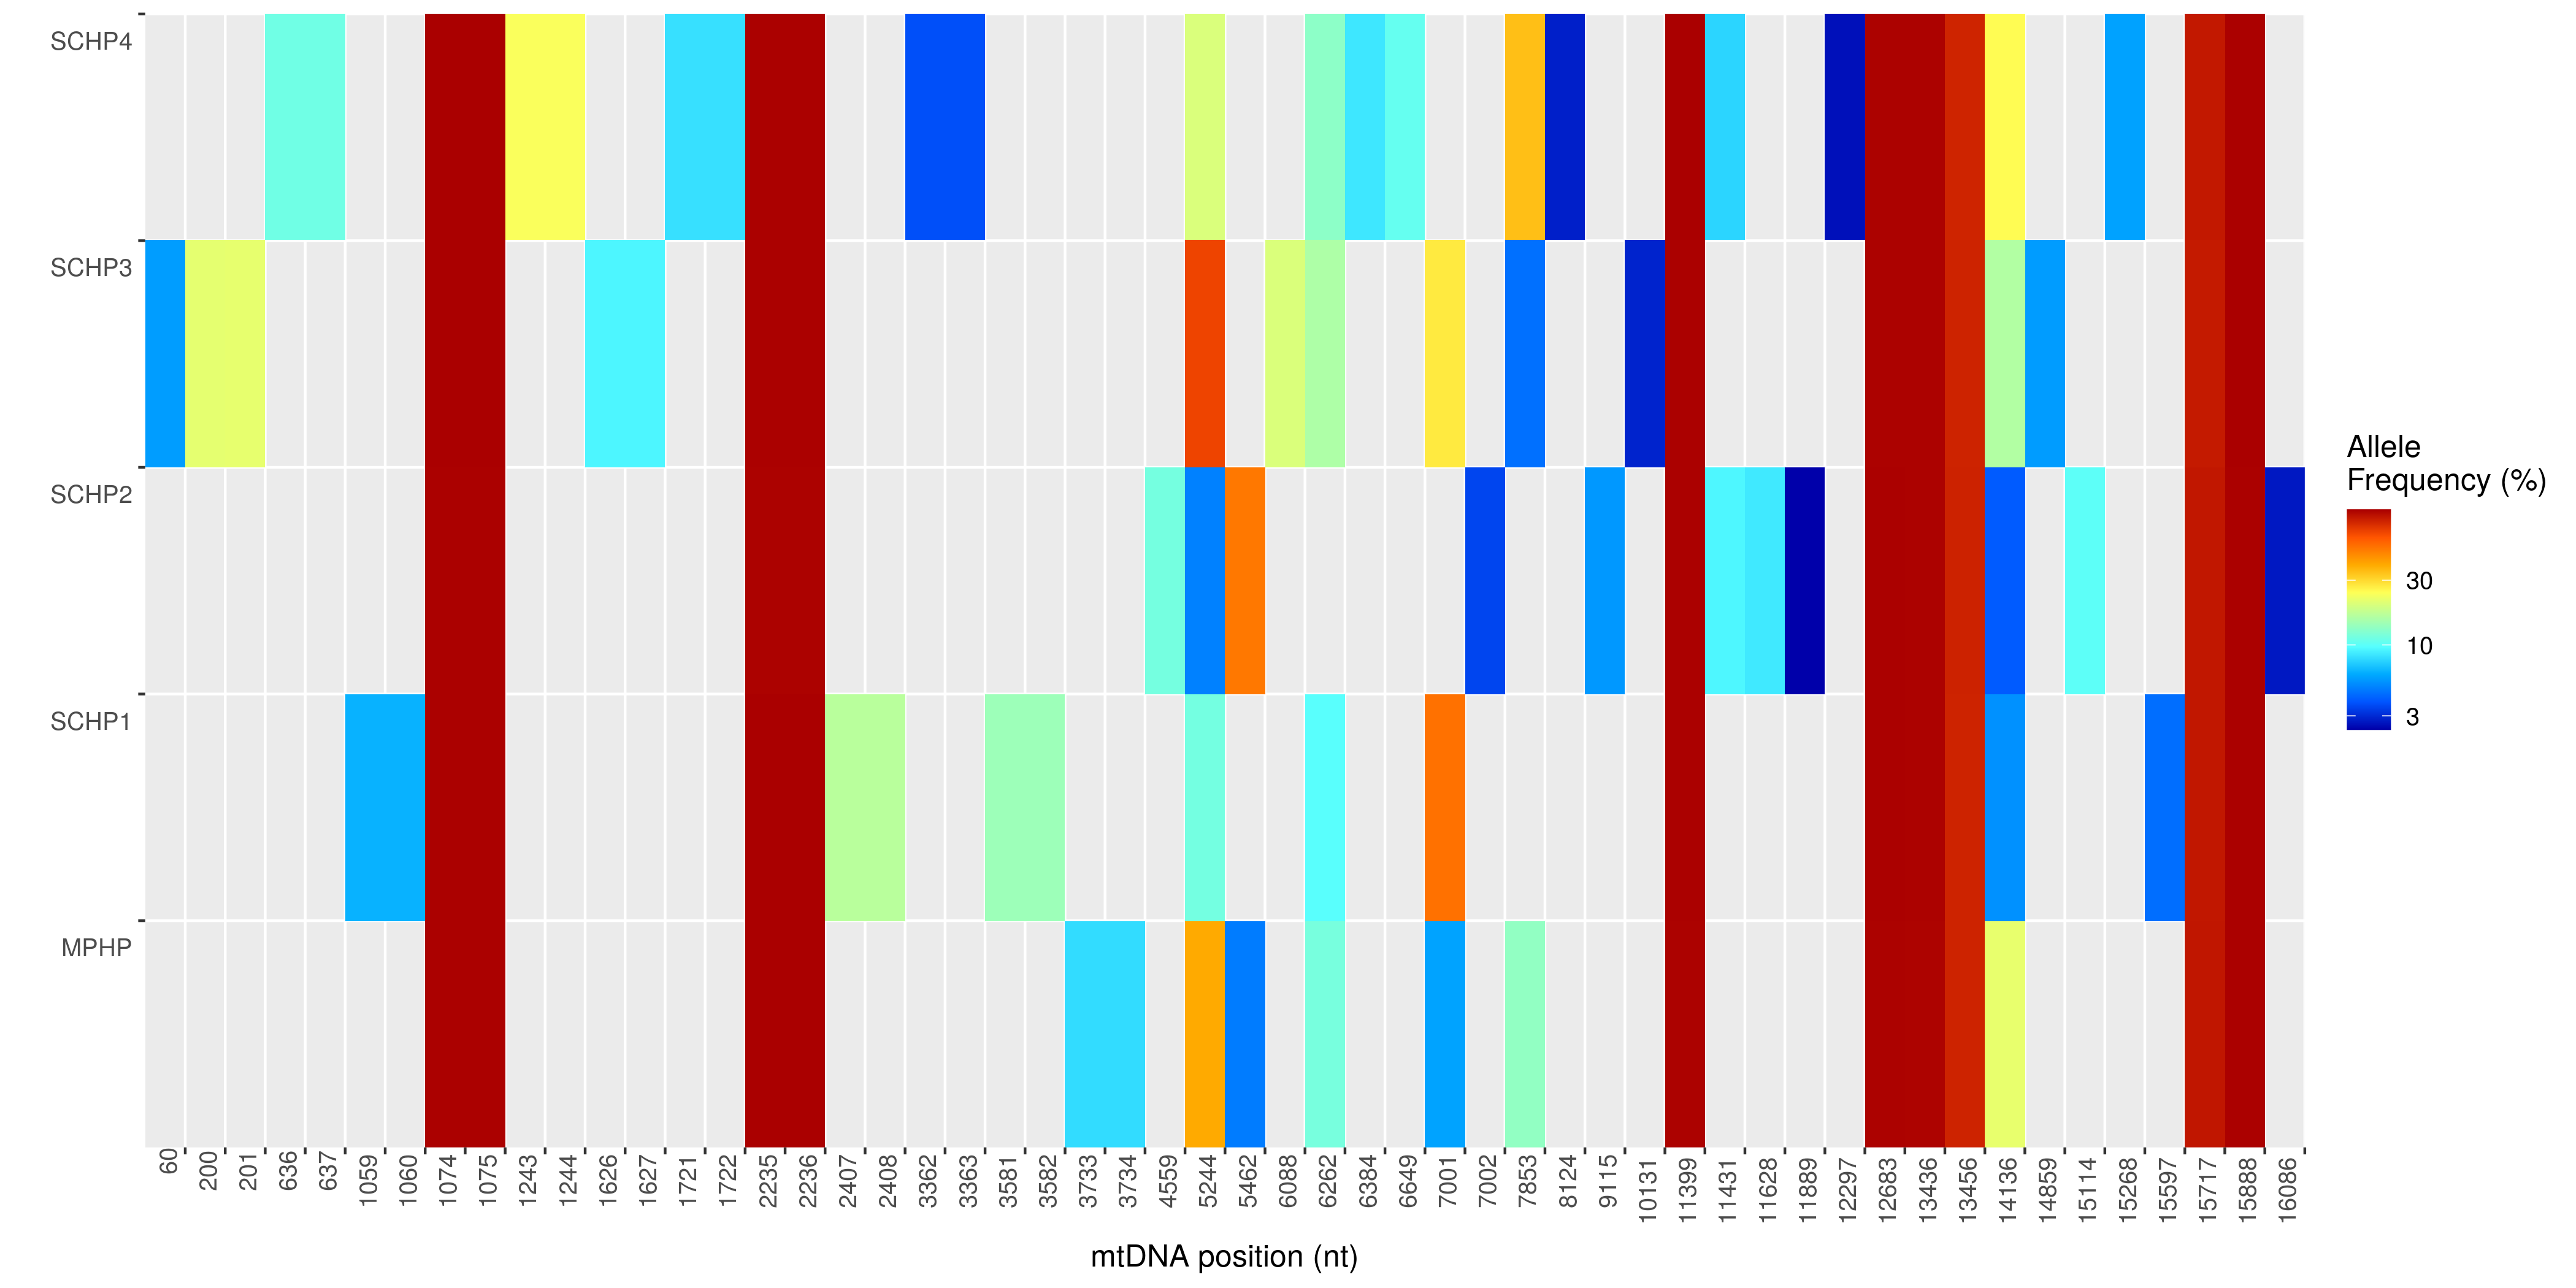 SCHP4
SCHP3
SCHP2
SCHP1
MPHP
Allele
Frequency (%)
30
10
3
60 200 201 636 637 1059 1060 1074 1075 1243 1244 1626 1627 1721 1722 2235 2236 2407 2408 3362 3363 3581 3582 3733 3734 4559 5244 5462 6088 6262 6384 6649 7001 7002 7853 8124 9115 10131 11399 11431 11628 11889 12297 12683 13436 13456 14136 14859 15114 15268 15597 15717 15888 16086
mtDNA position (nt)